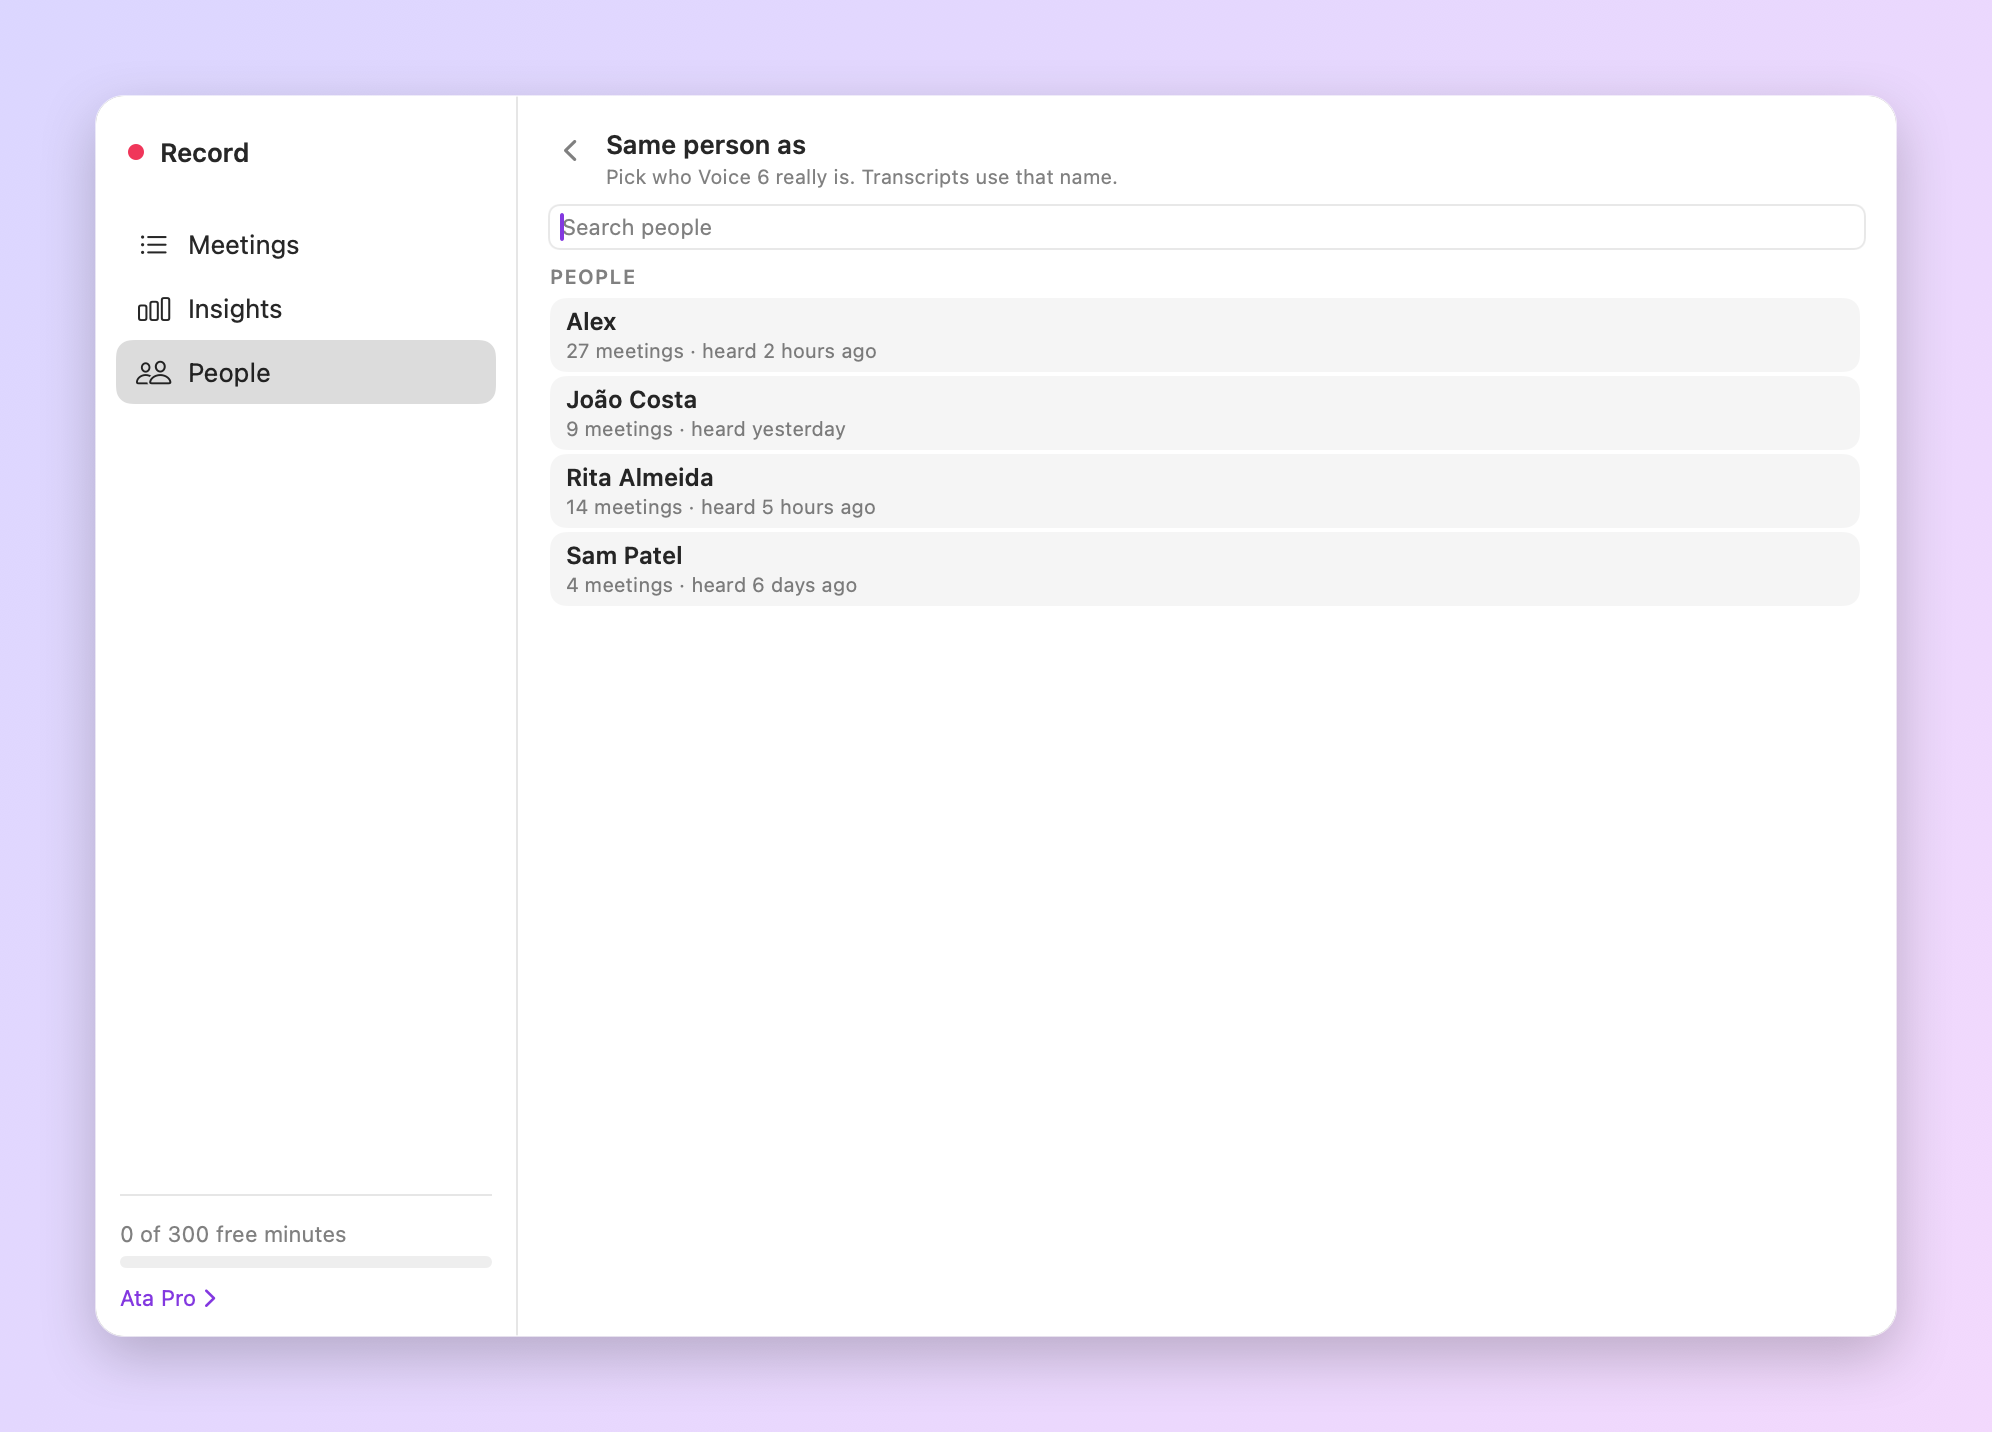 Record
Meetings
Insights
People
0 of 300 free minutes
Ata Pro
Same person as
Pick who Voice 6 really is. Transcripts use that name.
Search people
PEOPLE
Alex
27 meetings · heard 2 hours ago
João Costa
9 meetings · heard yesterday
Rita Almeida
14 meetings · heard 5 hours ago
Sam Patel
4 meetings · heard 6 days ago